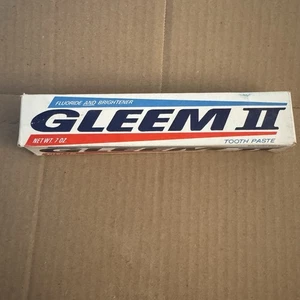 FLUORIDE AND BRIGHTENER
GLEEM II
NET WT. 7 OZ.
TOOTH PASTE